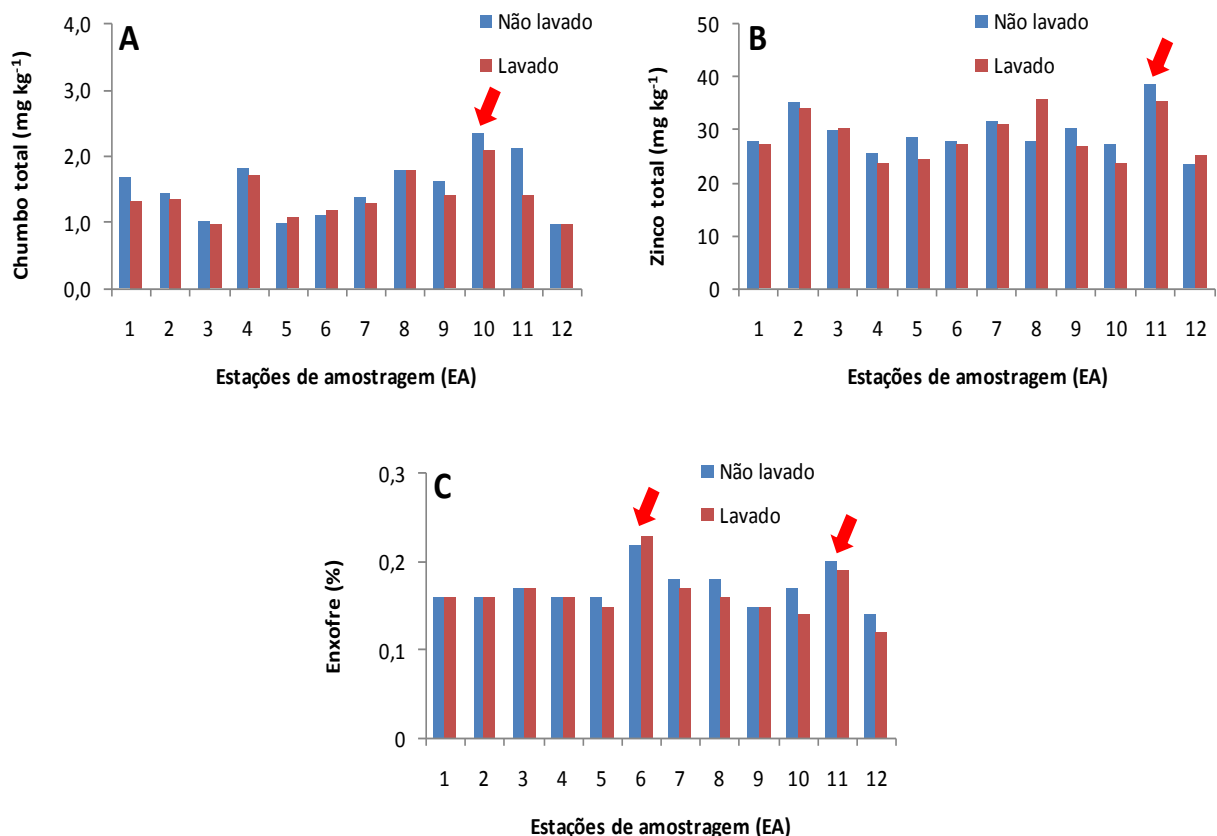 A
Não lavado
Lavado
Chumbo total (mg kg⁻¹)
4,0
3,0
2,0
1,0
0,0
1 2 3 4 5 6 7 8 9 10 11 12
Estações de amostragem (EA)
B
Não lavado
Lavado
Zinco total (mg kg⁻¹)
50
40
30
20
10
0
1 2 3 4 5 6 7 8 9 10 11 12
Estações de amostragem (EA)
C
Não lavado
Lavado
Enxofre (%)
0,3
0,2
0,1
0
1 2 3 4 5 6 7 8 9 10 11 12
Estações de amostragem (EA)